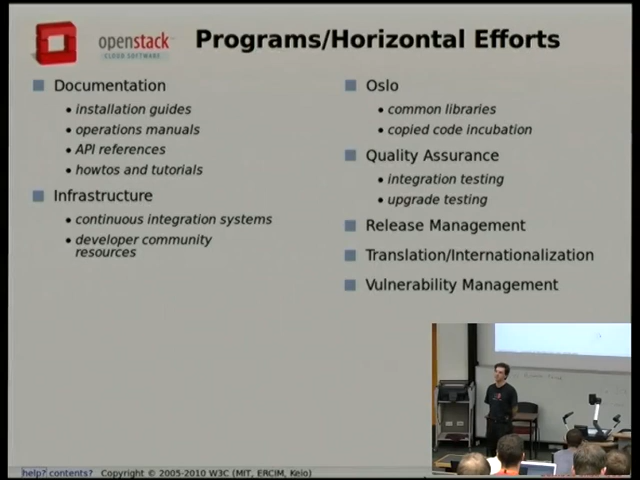 openstack
CLOUD SOFTWARE
Programs/Horizontal Efforts
Documentation
• installation guides
• operations manuals
• API references
• howtos and tutorials
Infrastructure
• continuous integration systems
• developer community
resources
Oslo
• common libraries
• copied code incubation
Quality Assurance
• integration testing
• upgrade testing
Release Management
Translation/Internationalization
Vulnerability Management
help? contents? Copyright © 2005-2010 W3C (MIT, ERCIM, Keio)